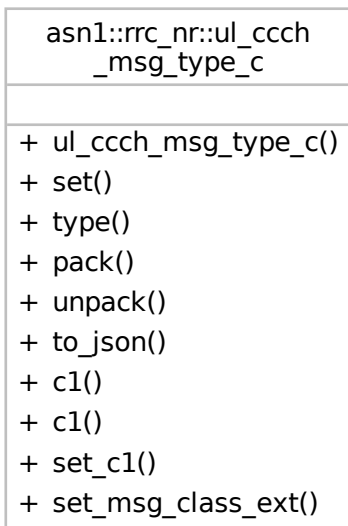 asn1::rrc_nr::ul_ccch
_msg_type_c
+ ul_ccch_msg_type_c()
+ set()
+ type()
+ pack()
+ unpack()
+ to_json()
+ c1()
+ c1()
+ set_c1()
+ set_msg_class_ext()